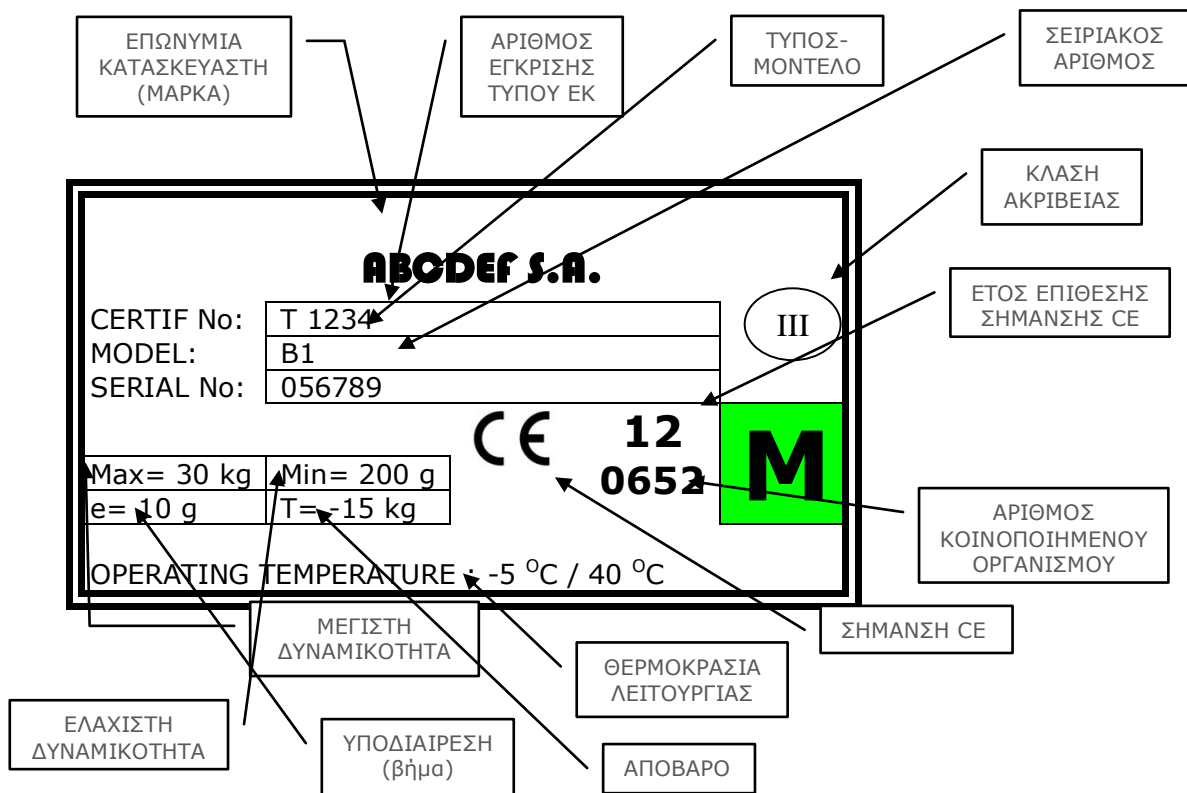 ΕΠΩΝΥΜΙΑ
ΚΑΤΑΣΚΕΥΑΣΤΗ
(ΜΑΡΚΑ)
ΑΡΙΘΜΟΣ
ΕΓΚΡΙΣΗΣ
ΤΥΠΟΥ ΕΚ
ΤΥΠΟΣ-
ΜΟΝΤΕΛΟ
ΣΕΙΡΙΑΚΟΣ
ΑΡΙΘΜΟΣ
ΚΛΑΣΗ
ΑΚΡΙΒΕΙΑΣ
ABCDEF S.A.
CERTIF No: T 1234
MODEL: B1
SERIAL No: 056789
III
ΕΤΟΣ ΕΠΙΘΕΣΗΣ
ΣΗΜΑΝΣΗΣ CE
CE 12
0652
M
Max= 30 kg Min= 200 g
e= 10 g T= -15 kg
OPERATING TEMPERATURE : -5 ᴼC / 40 ᴼC
ΑΡΙΘΜΟΣ
ΚΟΙΝΟΠΟΙΗΜΕΝΟΥ
ΟΡΓΑΝΙΣΜΟΥ
ΜΕΓΙΣΤΗ
ΔΥΝΑΜΙΚΟΤΗΤΑ
ΣΗΜΑΝΣΗ CE
ΘΕΡΜΟΚΡΑΣΙΑ
ΛΕΙΤΟΥΡΓΙΑΣ
ΕΛΑΧΙΣΤΗ
ΔΥΝΑΜΙΚΟΤΗΤΑ
ΥΠΟΔΙΑΙΡΕΣΗ
(βήμα)
ΑΠΟΒΑΡΟ